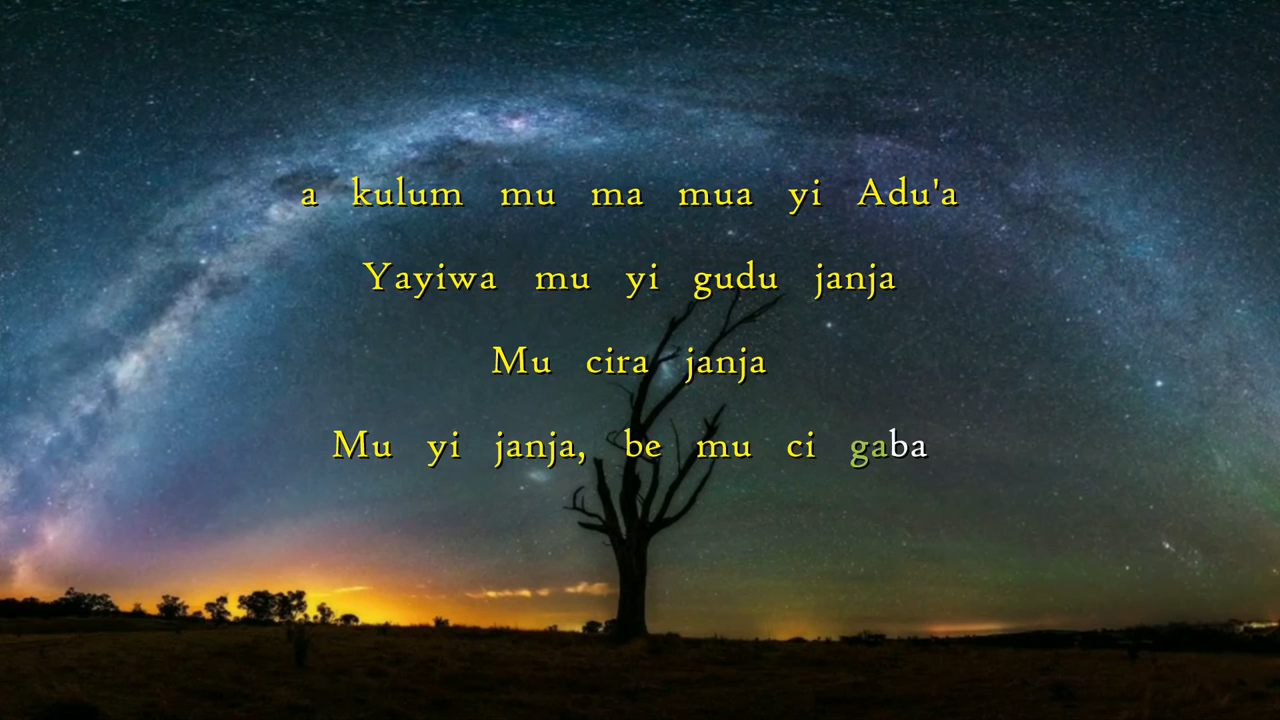 a kulum mu ma mua yi Adu'a
Yayiwa mu yi gudu janja
Mu cira janja
Mu yi janja, be mu ci gaba